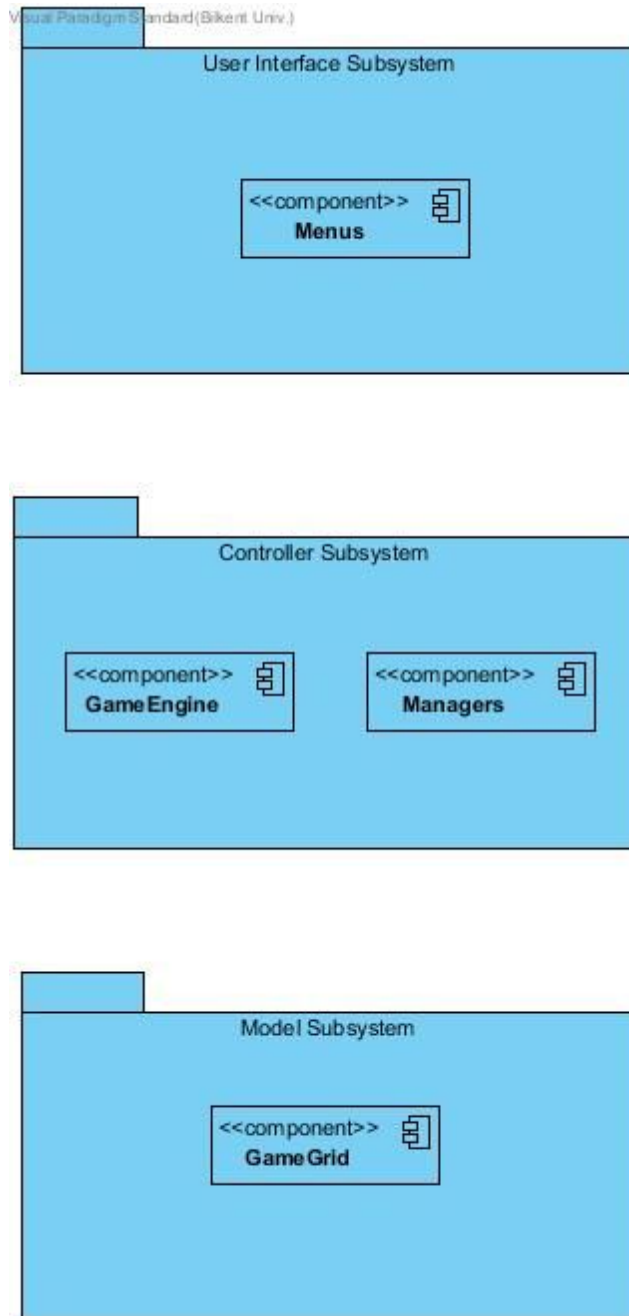 Visual Paradigm Standard(Bilkent Univ.)
User Interface Subsystem
<<component>>
Menus
Controller Subsystem
<<component>>
GameEngine
<<component>>
Managers
Model Subsystem
<<component>>
GameGrid